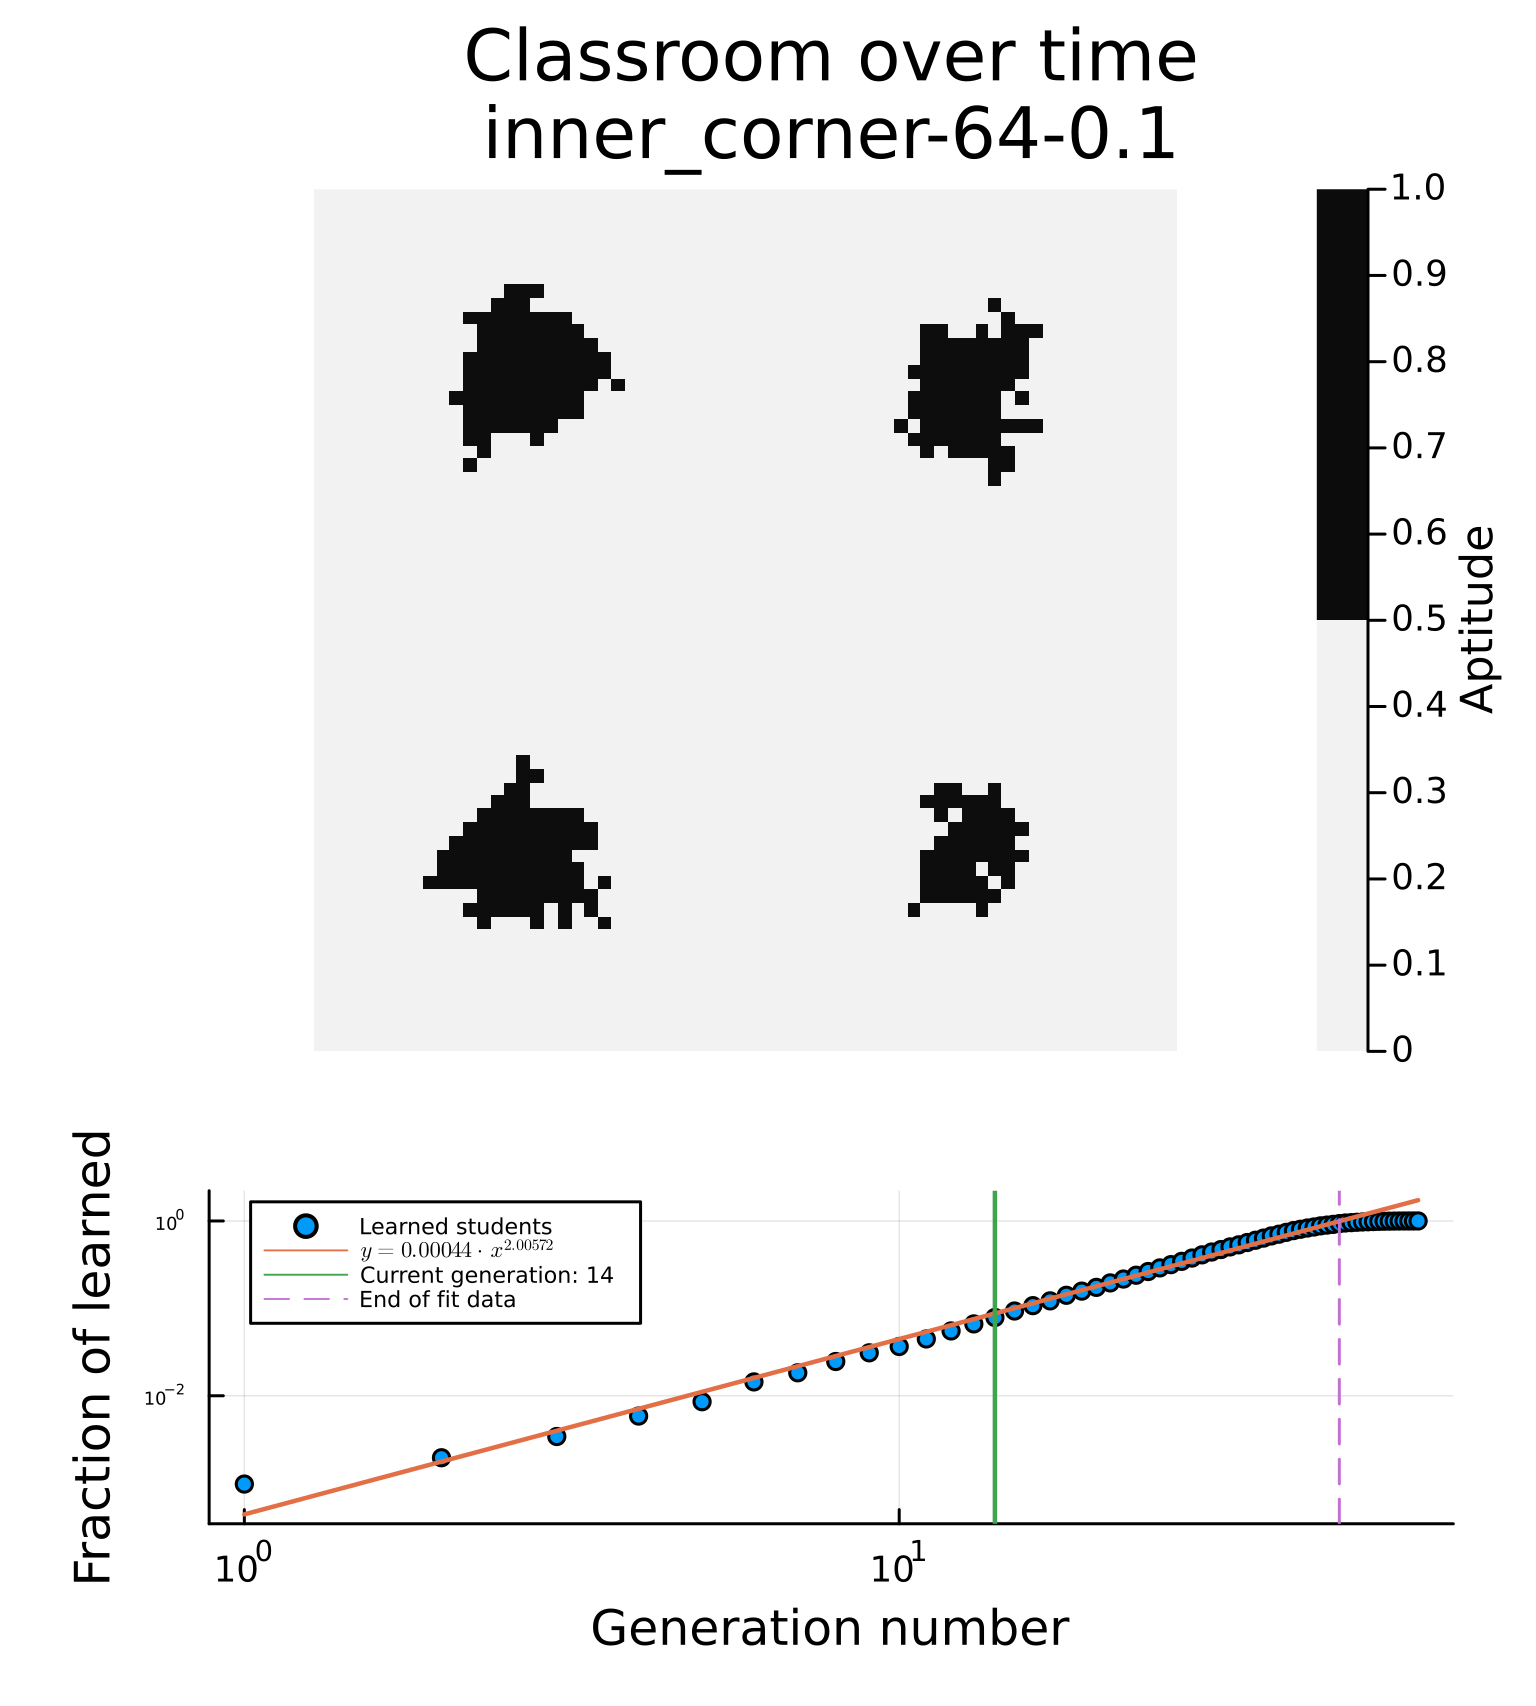 Classroom over time
inner_corner-64-0.1
1.0
0.9
0.8
0.7
0.6
0.5
0.4
0.3
0.2
0.1
0
Aptitude
Fraction of learned
10^0
10^-2
Learned students
y = 0.00044 · x^2.00572
Current generation: 14
End of fit data
10^0
10^1
Generation number